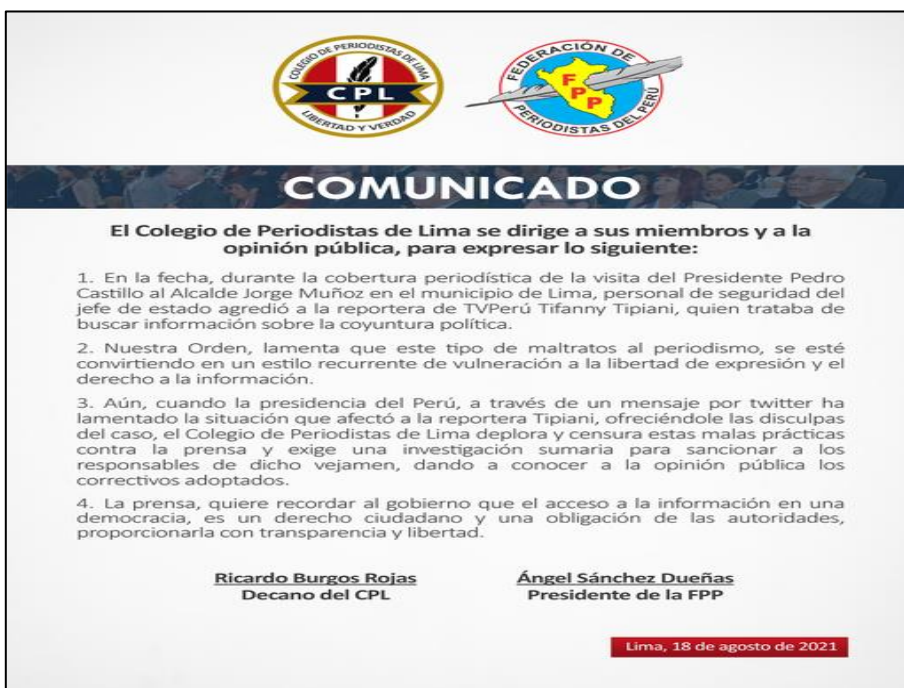 COLEGIO DE PERIODISTAS DE LIMA
CPL
LIBERTAD Y VERDAD
FEDERACIÓN DE
FPP
PERIODISTAS DEL PERÚ
COMUNICADO
El Colegio de Periodistas de Lima se dirige a sus miembros y a la
opinión pública, para expresar lo siguiente:
1. En la fecha, durante la cobertura periodística de la visita del Presidente Pedro
Castillo al Alcalde Jorge Muñoz en el municipio de Lima, personal de seguridad del
jefe de estado agredió a la reportera de TVPerú Tifanny Tipiani, quien trataba de
buscar información sobre la coyuntura política.
2. Nuestra Orden, lamenta que este tipo de maltratos al periodismo, se esté
convirtiendo en un estilo recurrente de vulneración a la libertad de expresión y el
derecho a la información.
3. Aún, cuando la presidencia del Perú, a través de un mensaje por twitter ha
lamentado la situación que afectó a la reportera Tipiani, ofreciéndole las disculpas
del caso, el Colegio de Periodistas de Lima deplora y censura estas malas prácticas
contra la prensa y exige una investigación sumaria para sancionar a los
responsables de dicho vejamen, dando a conocer a la opinión pública los
correctivos adoptados.
4. La prensa, quiere recordar al gobierno que el acceso a la información en una
democracia, es un derecho ciudadano y una obligación de las autoridades,
proporcionarla con transparencia y libertad.
Ricardo Burgos Rojas
Decano del CPL
Ángel Sánchez Dueñas
Presidente de la FPP
Lima, 18 de agosto de 2021